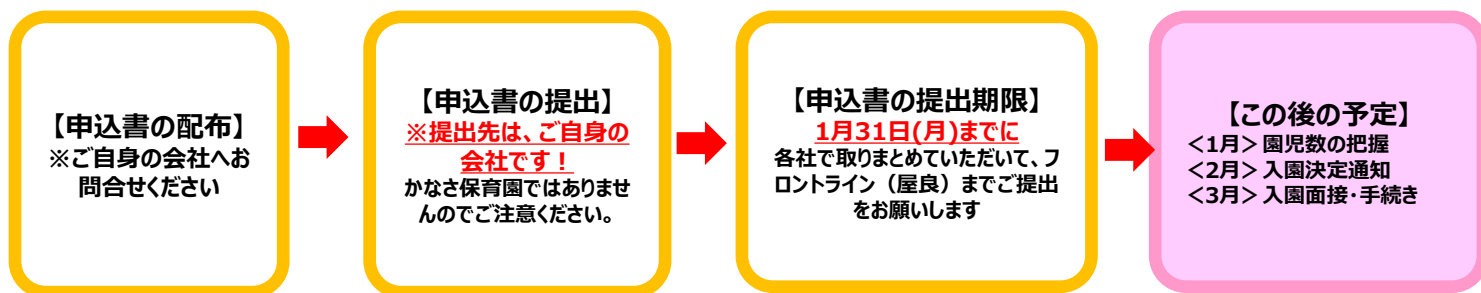 【申込書の配布】
※ご自身の会社へお
問合せください
【申込書の提出】
※提出先は、ご自身の
会社です！
かなさ保育園ではありませ
んのでご注意ください。
【申込書の提出期限】
1月31日(月)までに
各社で取りまとめていただいて、フ
ロントライン（屋良）までご提出
をお願いします
【この後の予定】
<1月> 園児数の把握
<2月> 入園決定通知
<3月> 入園面接・手続き